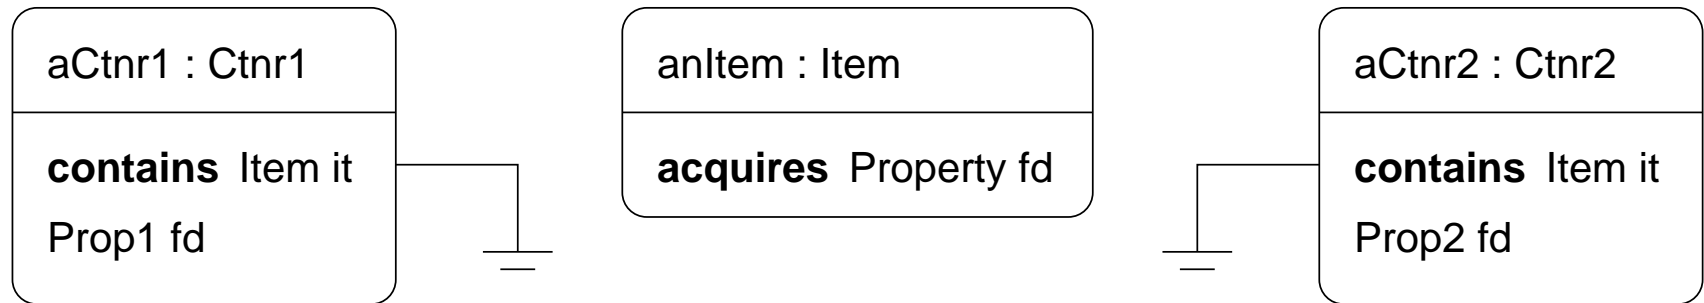 aCtnr1 : Ctnr1
contains Item it
Prop1 fd
anItem : Item
acquires Property fd
aCtnr2 : Ctnr2
contains Item it
Prop2 fd